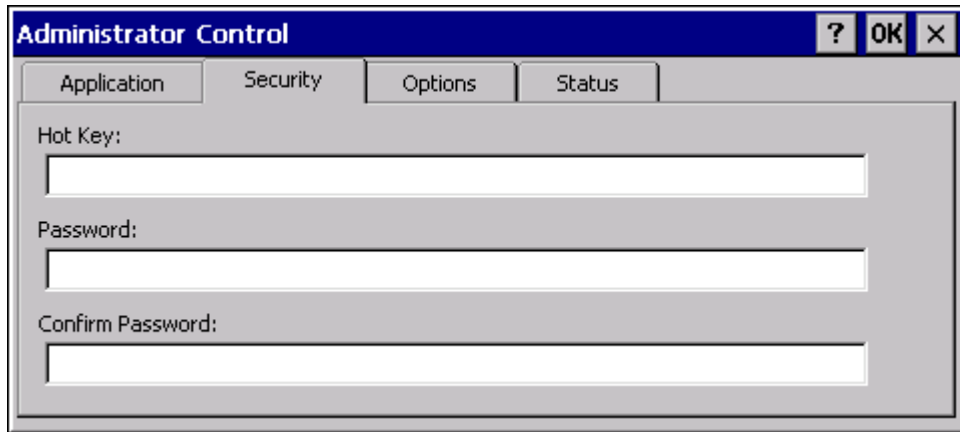 Administrator Control ? OK ×
Application Security Options Status
Hot Key:
Password:
Confirm Password: